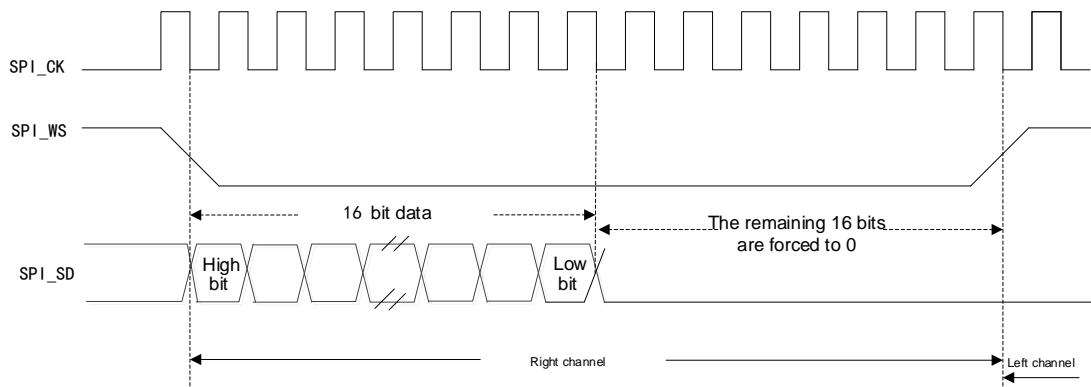 SPI_CK
SPI_WS
16 bit data
The remaining 16 bits
are forced to 0
SPI_SD
High
bit
Low
bit
Right channel
Left channel